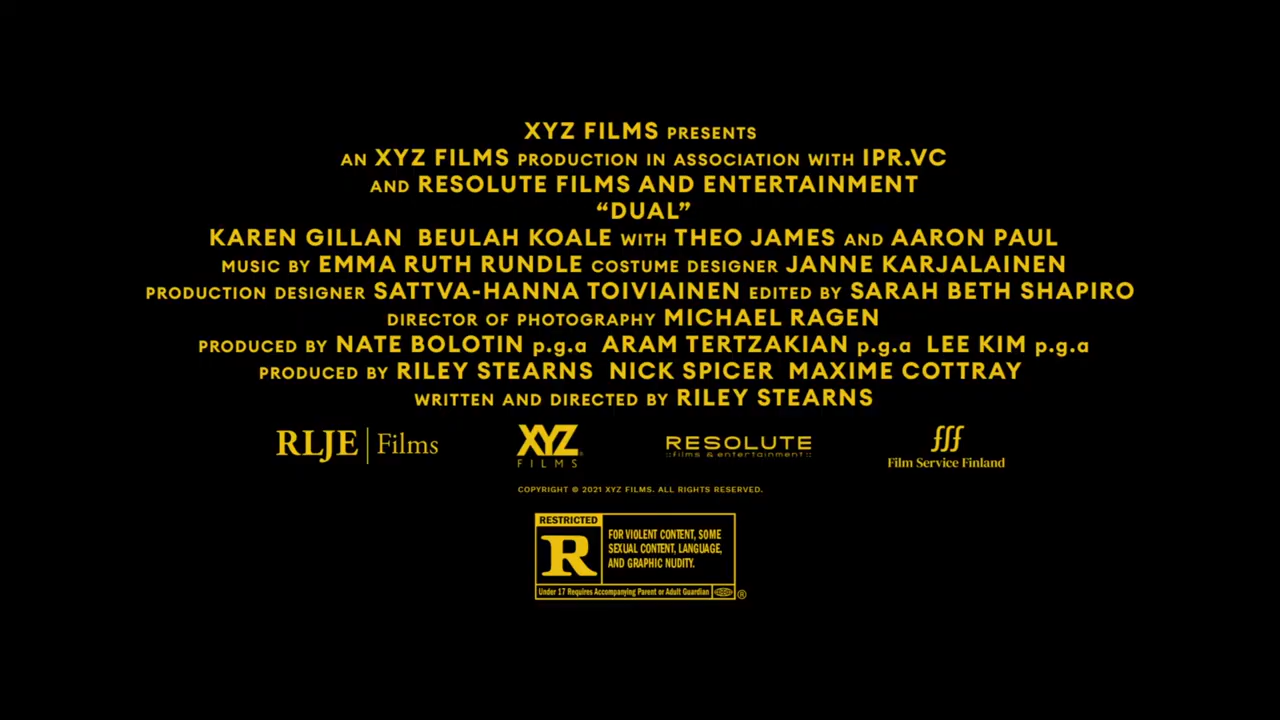 XYZ FILMS PRESENTS
AN XYZ FILMS PRODUCTION IN ASSOCIATION WITH IPR.VC
AND RESOLUTE FILMS AND ENTERTAINMENT
“DUAL”
KAREN GILLAN BEULAH KOALE WITH THEO JAMES AND AARON PAUL
MUSIC BY EMMA RUTH RUNDLE COSTUME DESIGNER JANNE KARJALAINEN
PRODUCTION DESIGNER SATTVA-HANNA TOIVIAINEN EDITED BY SARAH BETH SHAPIRO
DIRECTOR OF PHOTOGRAPHY MICHAEL RAGEN
PRODUCED BY NATE BOLOTIN p.g.a ARAM TERTZAKIAN p.g.a LEE KIM p.g.a
PRODUCED BY RILEY STEARNS NICK SPICER MAXIME COTTRAY
WRITTEN AND DIRECTED BY RILEY STEARNS
RLJE | Films
XYZ
FILMS
RESOLUTE
::films & entertainment::
fff
Film Service Finland
COPYRIGHT © 2021 XYZ FILMS. ALL RIGHTS RESERVED.
RESTRICTED
R
FOR VIOLENT CONTENT, SOME
SEXUAL CONTENT, LANGUAGE,
AND GRAPHIC NUDITY.
Under 17 Requires Accompanying Parent or Adult Guardian ®